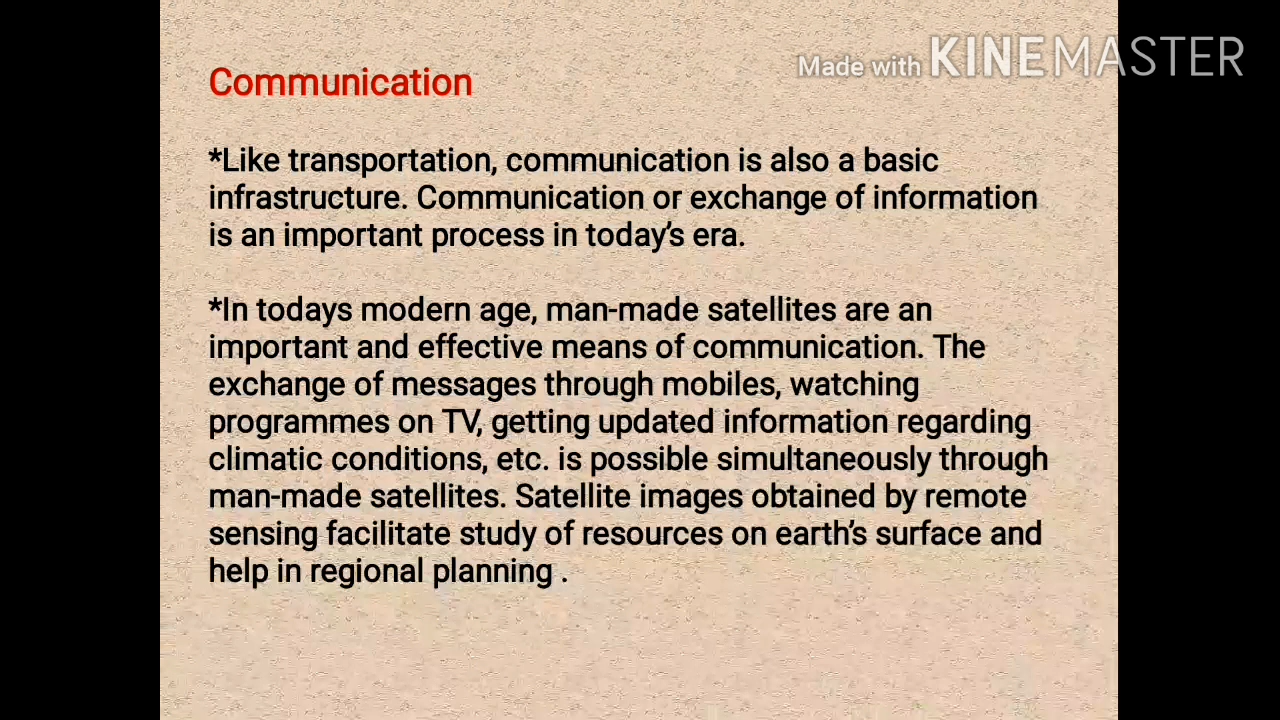 Made with KINEMASTER
Communication
*Like transportation, communication is also a basic
infrastructure. Communication or exchange of information
is an important process in today’s era.
*In todays modern age, man-made satellites are an
important and effective means of communication. The
exchange of messages through mobiles, watching
programmes on TV, getting updated information regarding
climatic conditions, etc. is possible simultaneously through
man-made satellites. Satellite images obtained by remote
sensing facilitate study of resources on earth’s surface and
help in regional planning .